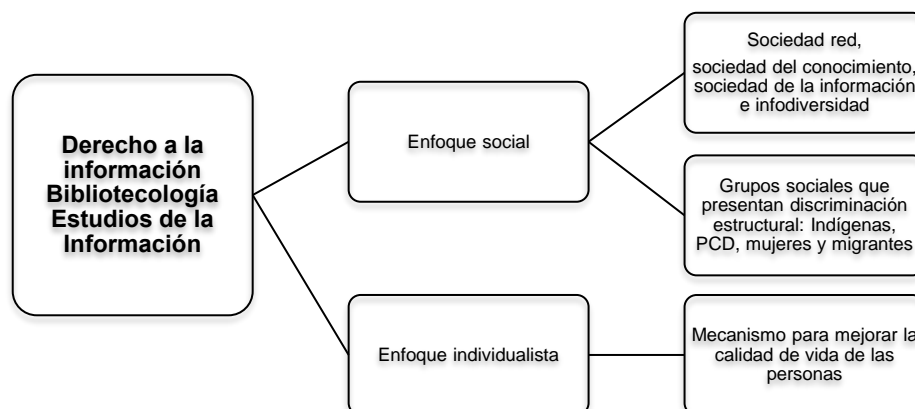 Derecho a la
información
Bibliotecología
Estudios de la
Información
Enfoque social
Sociedad red,
sociedad del conocimiento,
sociedad de la información
e infodiversidad
Grupos sociales que
presentan discriminación
estructural: Indígenas,
PCD, mujeres y migrantes
Enfoque individualista
Mecanismo para mejorar la
calidad de vida de las
personas